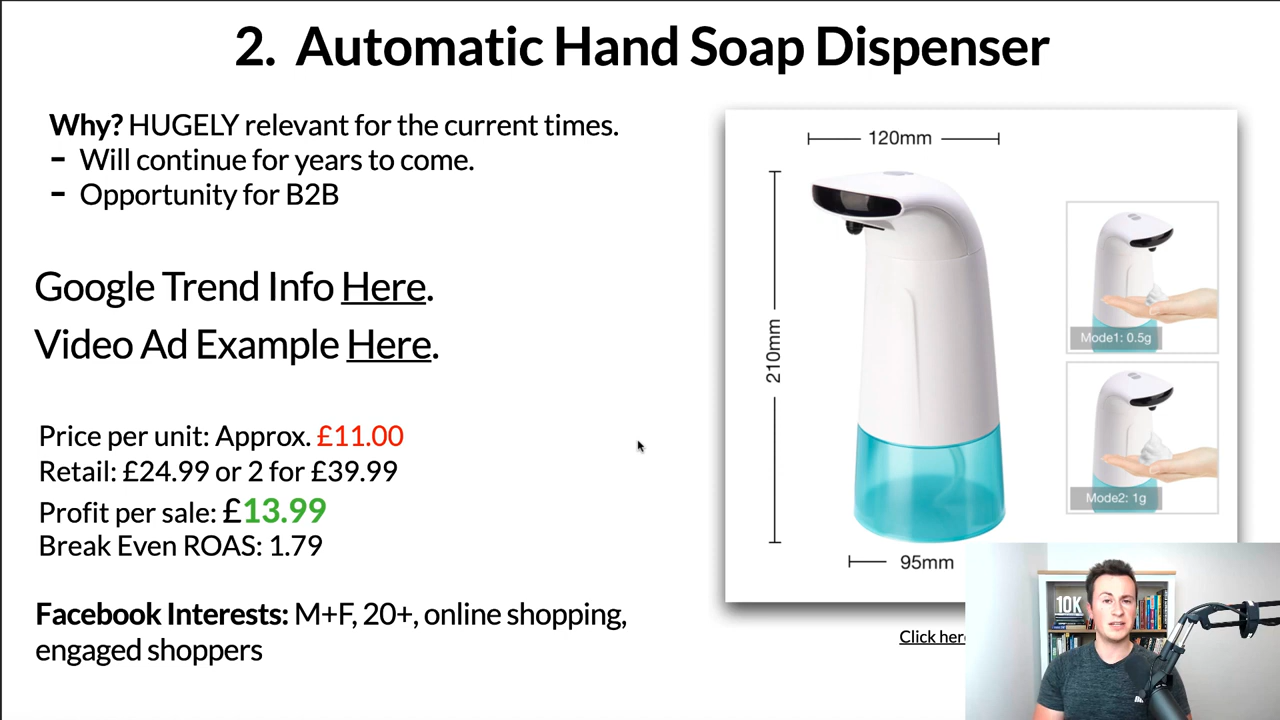 2. Automatic Hand Soap Dispenser
Why? HUGELY relevant for the current times.
- Will continue for years to come.
- Opportunity for B2B
Google Trend Info Here.
Video Ad Example Here.
Price per unit: Approx. £11.00
Retail: £24.99 or 2 for £39.99
Profit per sale: £13.99
Break Even ROAS: 1.79
Facebook Interests: M+F, 20+, online shopping,
engaged shoppers
120mm
210mm
95mm
Mode1: 0.5g
Mode2: 1g
Click here
10K